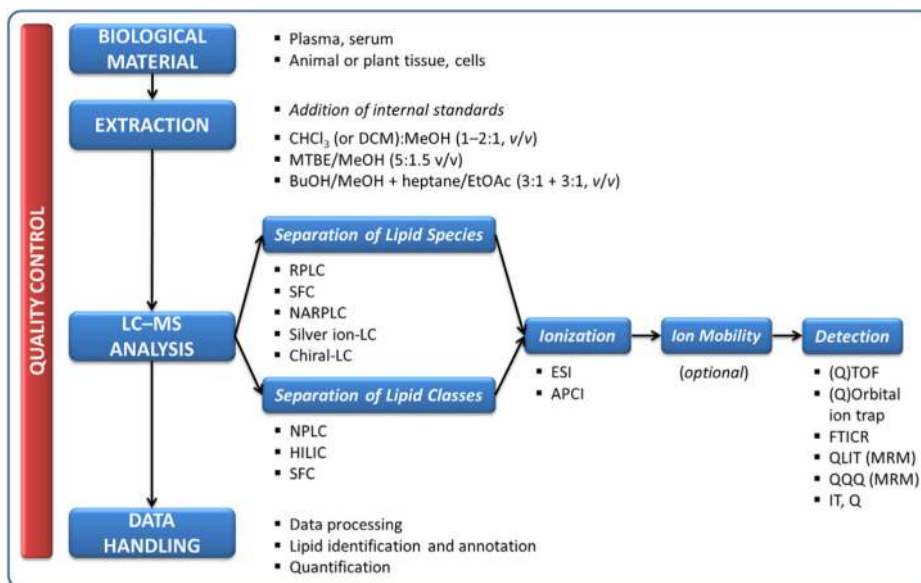 QUALITY CONTROL
BIOLOGICAL
MATERIAL
▪ Plasma, serum
▪ Animal or plant tissue, cells
EXTRACTION
▪ Addition of internal standards
▪ CHCl₃ (or DCM):MeOH (1–2:1, v/v)
▪ MTBE/MeOH (5:1.5 v/v)
▪ BuOH/MeOH + heptane/EtOAc (3:1 + 3:1, v/v)
LC–MS
ANALYSIS
Separation of Lipid Species
▪ RPLC
▪ SFC
▪ NARPLC
▪ Silver ion-LC
▪ Chiral-LC
Separation of Lipid Classes
▪ NPLC
▪ HILIC
▪ SFC
Ionization
▪ ESI
▪ APCI
Ion Mobility
(optional)
Detection
▪ (Q)TOF
▪ (Q)Orbital
ion trap
▪ FTICR
▪ QLIT (MRM)
▪ QQQ (MRM)
▪ IT, Q
DATA
HANDLING
▪ Data processing
▪ Lipid identification and annotation
▪ Quantification